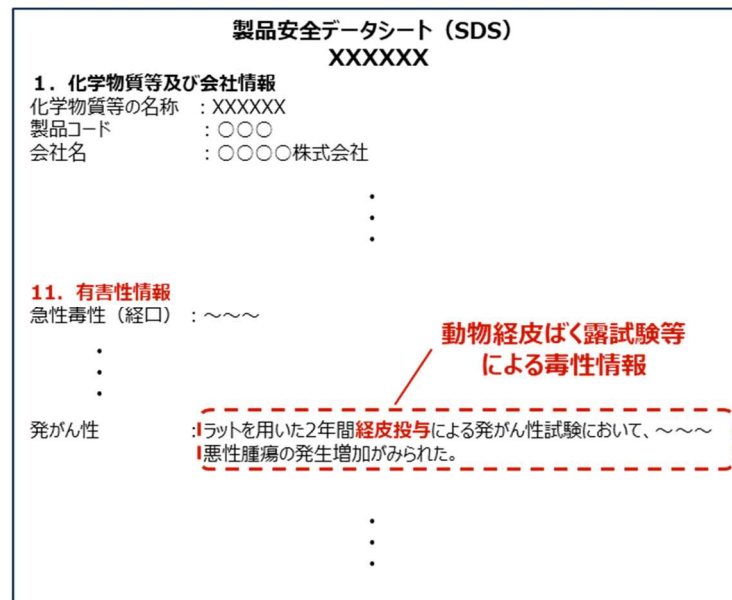 製品安全データシート（SDS）
XXXXXX
1．化学物質等及び会社情報
化学物質等の名称　：XXXXXX
製品コード　：○○○
会社名　：○○○○株式会社
・
・
・
11．有害性情報
急性毒性（経口）：～～～
・
・
・
動物経皮ばく露試験等
による毒性情報
発がん性　：ラットを用いた2年間経皮投与による発がん性試験において、～～～
悪性腫瘍の発生増加がみられた。
・
・
・